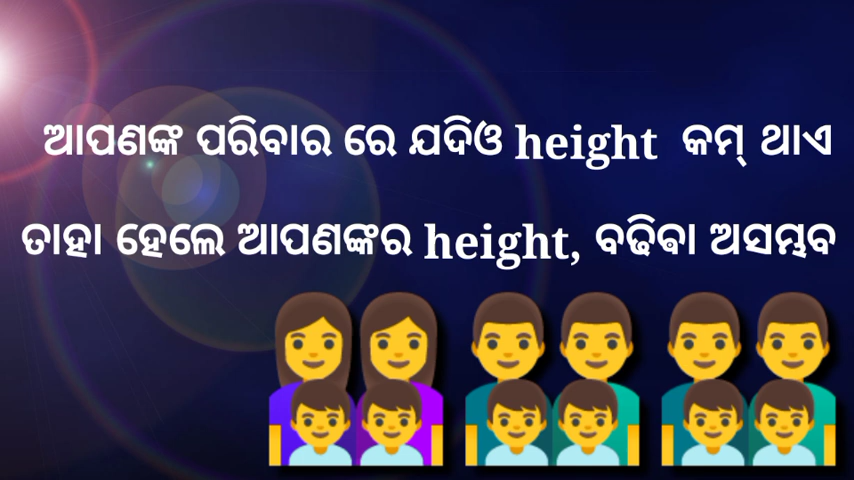 ଆପଣଙ୍କ ପରିବାର ରେ ଯଦିଓ height କମ୍ ଥାଏ
ତାହା ହେଲେ ଆପଣଙ୍କର height, ବଢିଵା ଅସମ୍ଭବ